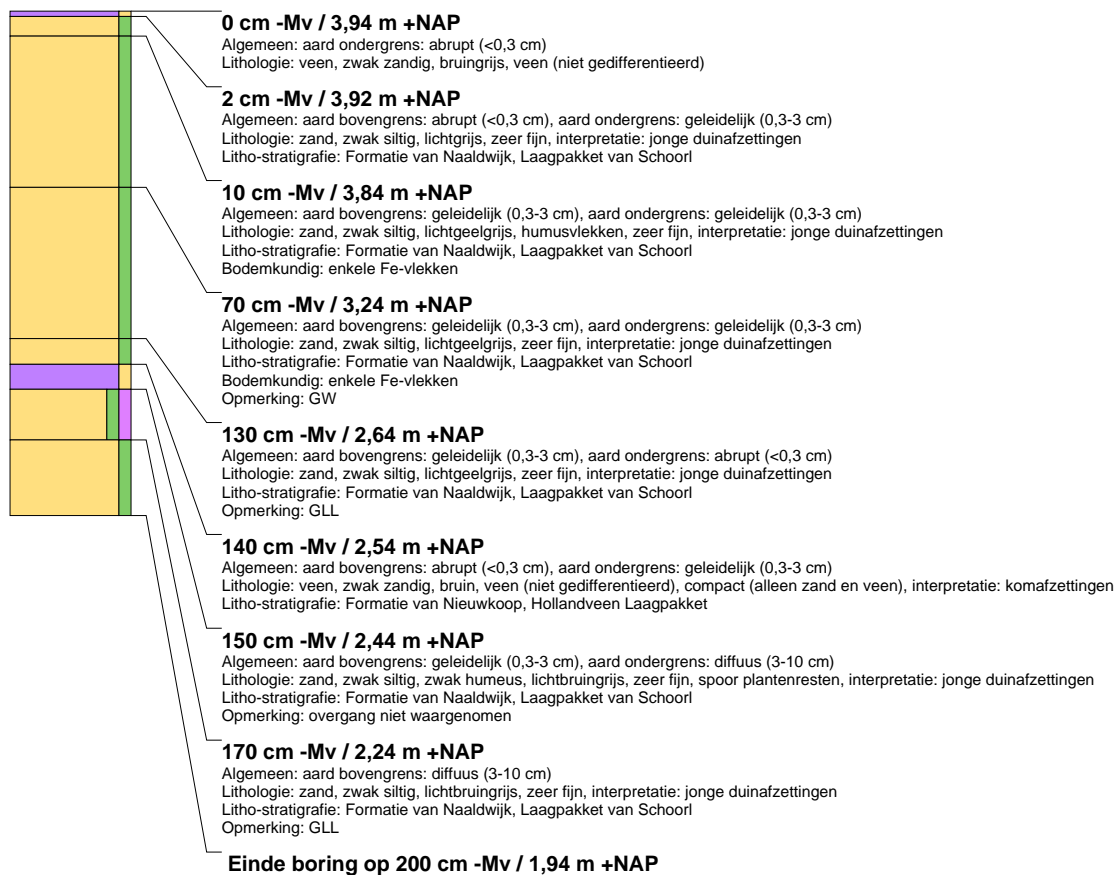 0 cm -Mv / 3,94 m +NAP
Algemeen: aard ondergrens: abrupt (<0,3 cm)
Lithologie: veen, zwak zandig, bruingrijs, veen (niet gedifferentieerd)
2 cm -Mv / 3,92 m +NAP
Algemeen: aard bovengrens: abrupt (<0,3 cm), aard ondergrens: geleidelijk (0,3-3 cm)
Lithologie: zand, zwak siltig, lichtgrijs, zeer fijn, interpretatie: jonge duinafzettingen
Litho-stratigrafie: Formatie van Naaldwijk, Laagpakket van Schoorl
10 cm -Mv / 3,84 m +NAP
Algemeen: aard bovengrens: geleidelijk (0,3-3 cm), aard ondergrens: geleidelijk (0,3-3 cm)
Lithologie: zand, zwak siltig, lichtgeelgrijs, humusvlekken, zeer fijn, interpretatie: jonge duinafzettingen
Litho-stratigrafie: Formatie van Naaldwijk, Laagpakket van Schoorl
Bodemkundig: enkele Fe-vlekken
70 cm -Mv / 3,24 m +NAP
Algemeen: aard bovengrens: geleidelijk (0,3-3 cm), aard ondergrens: geleidelijk (0,3-3 cm)
Lithologie: zand, zwak siltig, lichtgeelgrijs, zeer fijn, interpretatie: jonge duinafzettingen
Litho-stratigrafie: Formatie van Naaldwijk, Laagpakket van Schoorl
Bodemkundig: enkele Fe-vlekken
Opmerking: GW
130 cm -Mv / 2,64 m +NAP
Algemeen: aard bovengrens: geleidelijk (0,3-3 cm), aard ondergrens: abrupt (<0,3 cm)
Lithologie: zand, zwak siltig, lichtgeelgrijs, zeer fijn, interpretatie: jonge duinafzettingen
Litho-stratigrafie: Formatie van Naaldwijk, Laagpakket van Schoorl
Opmerking: GLL
140 cm -Mv / 2,54 m +NAP
Algemeen: aard bovengrens: abrupt (<0,3 cm), aard ondergrens: geleidelijk (0,3-3 cm)
Lithologie: veen, zwak zandig, bruin, veen (niet gedifferentieerd), compact (alleen zand en veen), interpretatie: komafzettingen
Litho-stratigrafie: Formatie van Nieuwkoop, Hollandveen Laagpakket
150 cm -Mv / 2,44 m +NAP
Algemeen: aard bovengrens: geleidelijk (0,3-3 cm), aard ondergrens: diffuus (3-10 cm)
Lithologie: zand, zwak siltig, zwak humeus, lichtbruingrijs, zeer fijn, spoor plantenresten, interpretatie: jonge duinafzettingen
Litho-stratigrafie: Formatie van Naaldwijk, Laagpakket van Schoorl
Opmerking: overgang niet waargenomen
170 cm -Mv / 2,24 m +NAP
Algemeen: aard bovengrens: diffuus (3-10 cm)
Lithologie: zand, zwak siltig, lichtbruingrijs, zeer fijn, interpretatie: jonge duinafzettingen
Litho-stratigrafie: Formatie van Naaldwijk, Laagpakket van Schoorl
Opmerking: GLL
Einde boring op 200 cm -Mv / 1,94 m +NAP